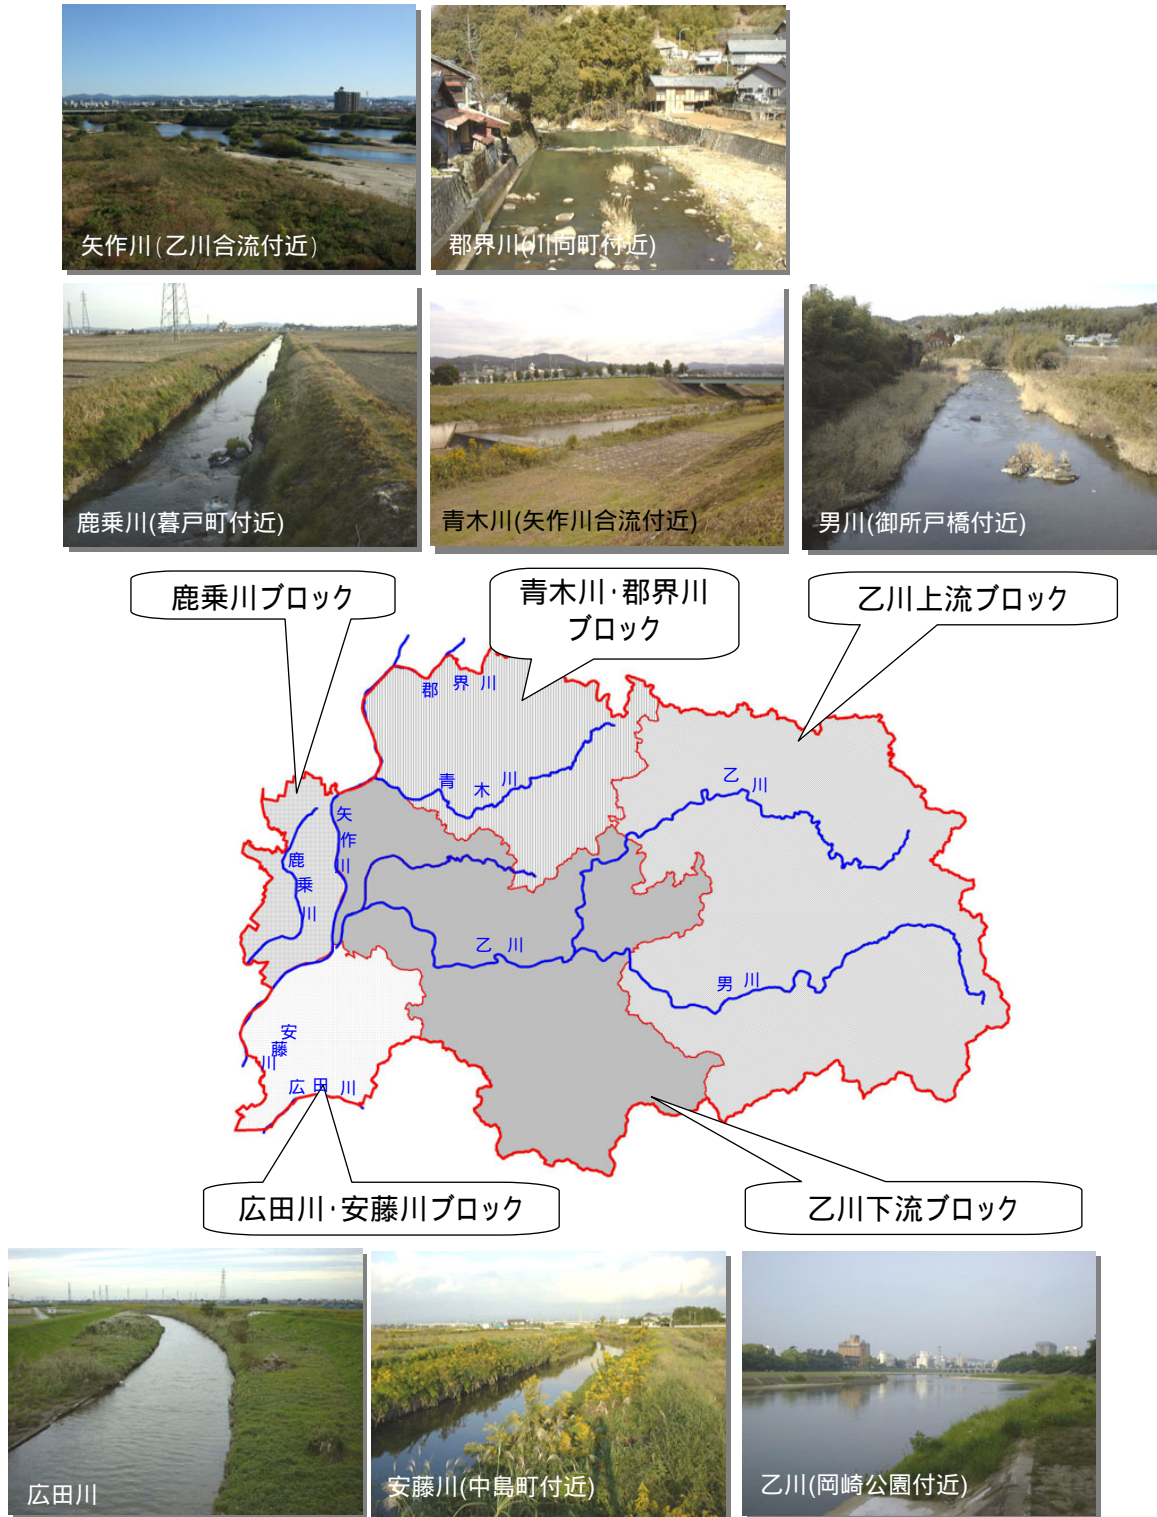 矢作川(乙川合流付近)
郡界川(川向町付近)
鹿乗川(暮戸町付近)
青木川(矢作川合流付近)
男川(御所戸橋付近)
鹿乗川ブロック
青木川・郡界川
ブロック
乙川上流ブロック
郡界川
青木川
乙川
矢作川
鹿乗川
乙川
男川
安藤川
広田川
広田川・安藤川ブロック
乙川下流ブロック
広田川
安藤川(中島町付近)
乙川(岡崎公園付近)